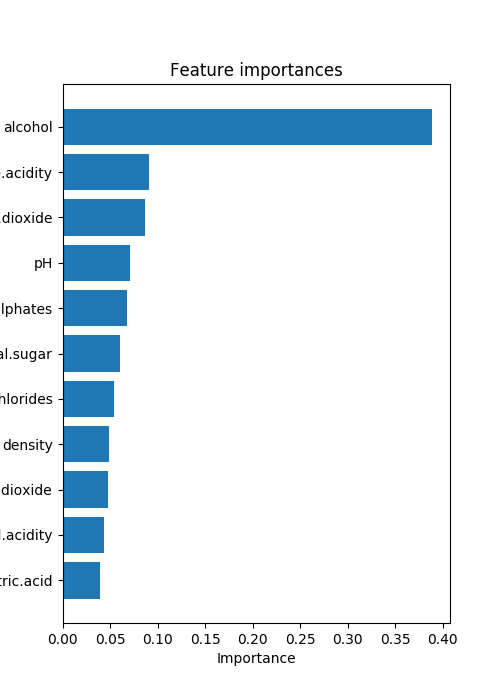 Feature importances
alcohol
.acidity
.dioxide
pH
lphates
al.sugar
hlorides
density
dioxide
.acidity
tric.acid
0.00 0.05 0.10 0.15 0.20 0.25 0.30 0.35 0.40
Importance